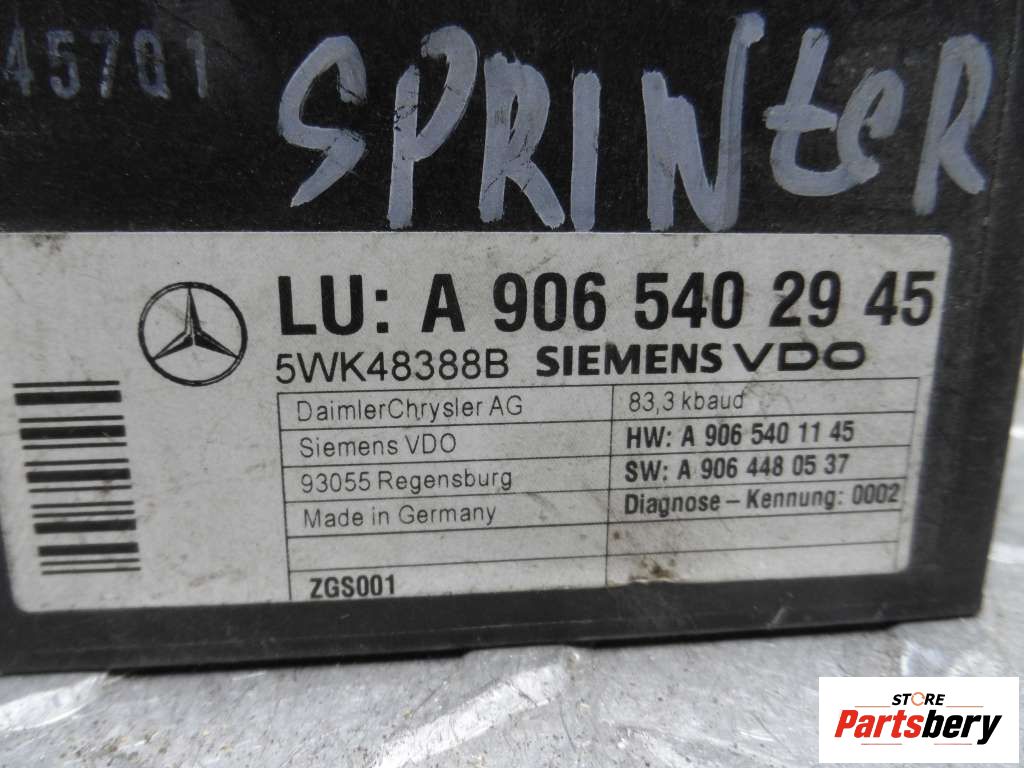 45701
SPRINtER
LU: A 906 540 29 45
5WK48388B SIEMENS VDO
DaimlerChrysler AG 83,3 kbaud
Siemens VDO HW: A 906 540 11 45
93055 Regensburg SW: A 906 448 05 37
Made in Germany Diagnose – Kennung: 0002
ZGS001
STORE
Partsbery